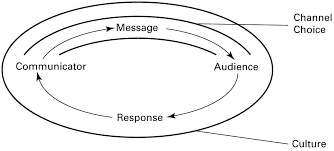 Channel
Choice
Message
Communicator
Audience
Response
Culture